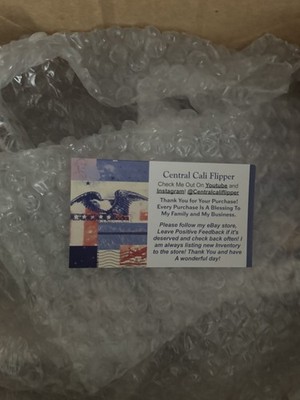 Central Cali Flipper
Check Me Out On Youtube and
Instagram! @Centralcaliflipper
Thank You for Your Purchase!
Every Purchase Is A Blessing To
My Family and My Business.
Please follow my eBay store,
Leave Positive Feedback If it's
deserved and check back often! I
am always listing new Inventory
to the store! Thank You and have
A wonderful day!